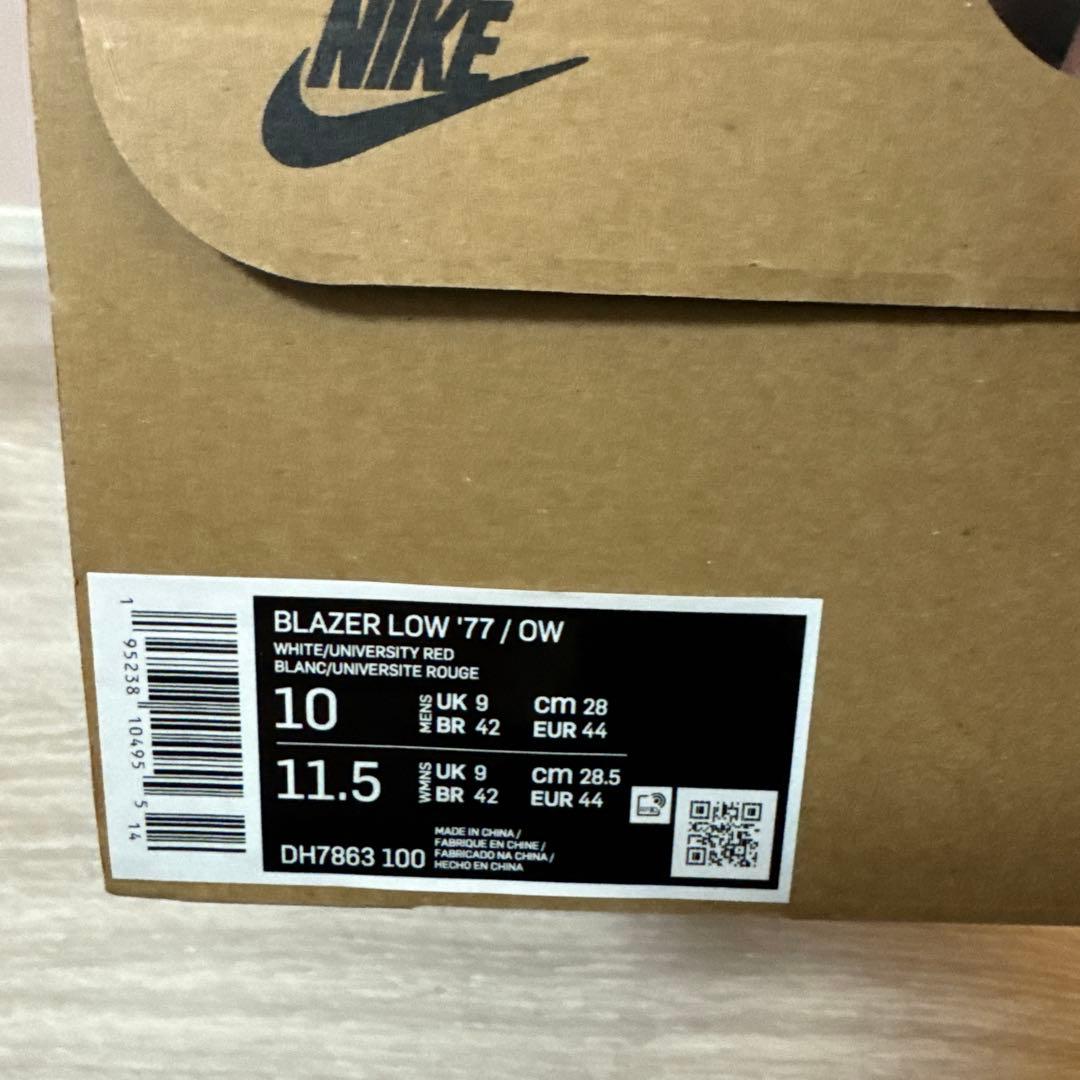 NIKE
BLAZER LOW '77 / OW
WHITE/UNIVERSITY RED
BLANC/UNIVERSITE ROUGE
10 MENS UK 9 cm 28
BR 42 EUR 44
11.5 WMNS UK 9 cm 28.5
BR 42 EUR 44
DH7863 100
MADE IN CHINA /
FABRIQUE EN CHINE /
FABRICADO NA CHINA /
HECHO EN CHINA
1 95238 10495 5 14